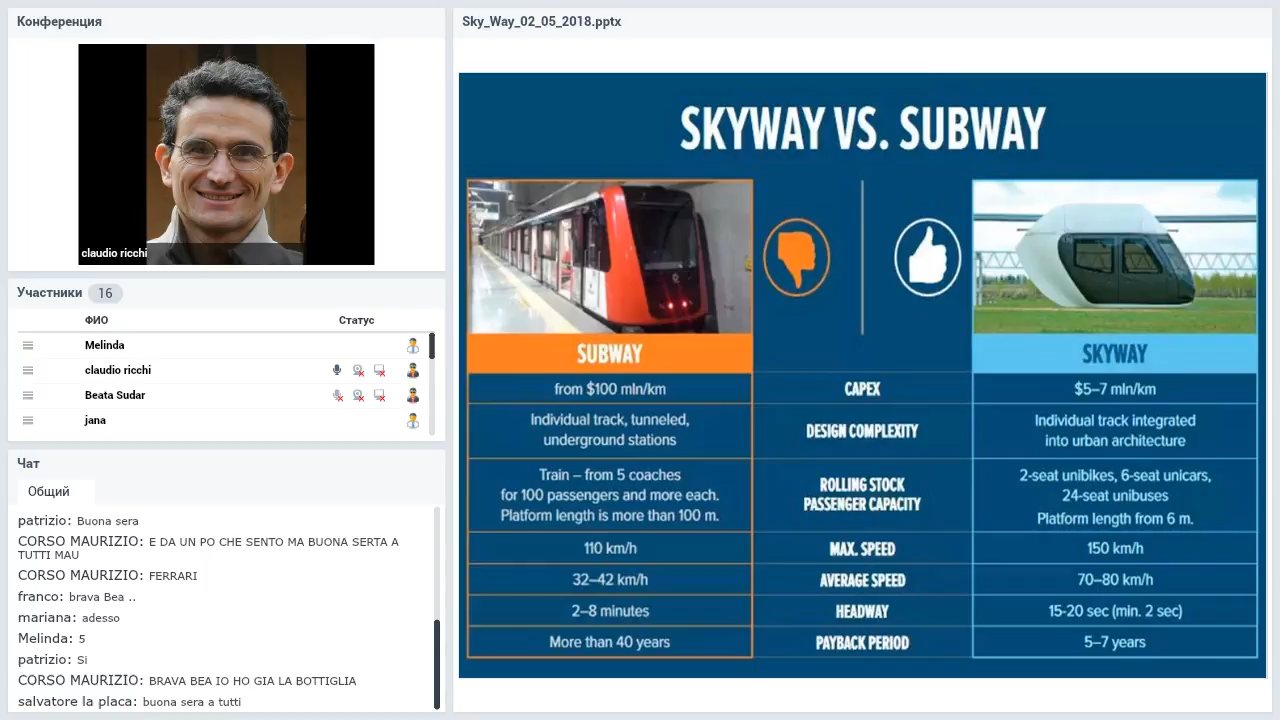 Конференция
claudio ricchi
Участники 16
ФИО Статус
Melinda
claudio ricchi
Beata Sudar
jana
Чат
Общий
patrizio: Buona sera
CORSO MAURIZIO: E DA UN PO CHE SENTO MA BUONA SERTA A
TUTTI MAU
CORSO MAURIZIO: FERRARI
franco: brava Bea ..
mariana: adesso
Melinda: 5
patrizio: Si
CORSO MAURIZIO: BRAVA BEA IO HO GIA LA BOTTIGLIA
salvatore la placa: buona sera a tutti
Sky_Way_02_05_2018.pptx
SKYWAY VS. SUBWAY
SUBWAY SKYWAY
from $100 mln/km CAPEX $5–7 mln/km
Individual track, tunneled,
underground stations
DESIGN COMPLEXITY
Individual track integrated
into urban architecture
Train – from 5 coaches
for 100 passengers and more each.
Platform length is more than 100 m.
ROLLING STOCK
PASSENGER CAPACITY
2-seat unibikes, 6-seat unicars,
24-seat unibuses
Platform length from 6 m.
110 km/h MAX. SPEED 150 km/h
32–42 km/h AVERAGE SPEED 70–80 km/h
2–8 minutes HEADWAY 15-20 sec (min. 2 sec)
More than 40 years PAYBACK PERIOD 5–7 years